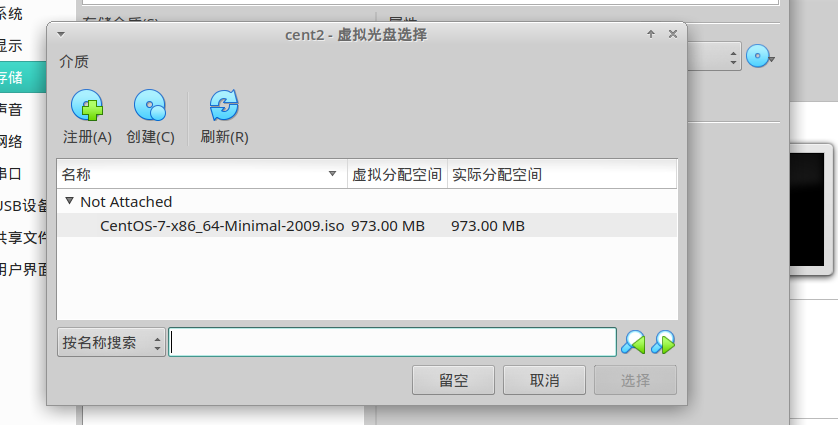 系统
显示
存储
声音
网络
串口
USB设备
共享文件
用户界面
cent2 - 虚拟光盘选择
介质
注册(A) 创建(C) 刷新(R)
名称 虚拟分配空间 实际分配空间
Not Attached
CentOS-7-x86_64-Minimal-2009.iso 973.00 MB 973.00 MB
按名称搜索
留空 取消 选择